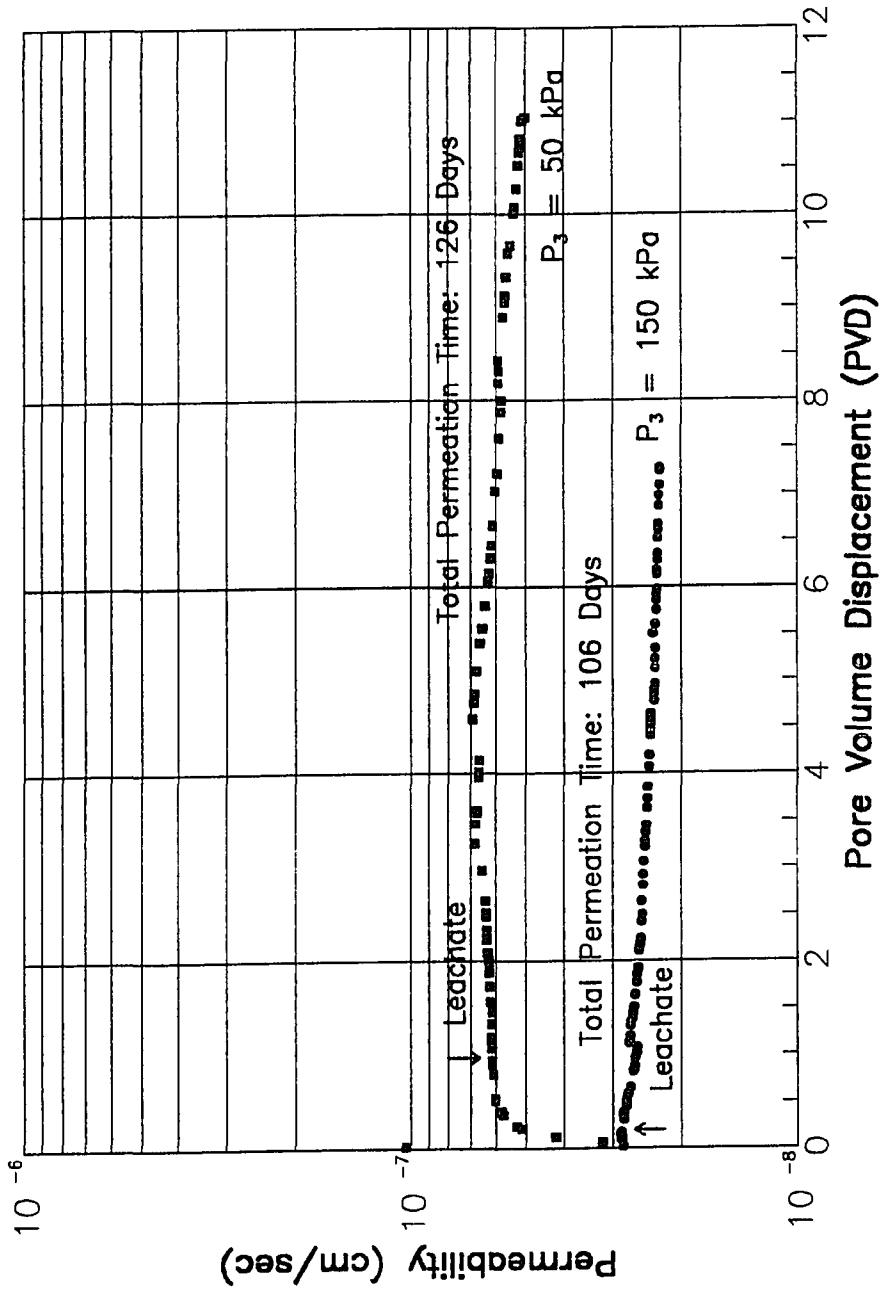 Permeability (cm/sec)
10 -6
10 -7
10 -8
Total Permeation Time: 126 Days
P3 = 50 kPa
Leachate
Total Permeation Time: 106 Days
P3 = 150 kPa
Leachate
0 2 4 6 8 10 12
Pore Volume Displacement (PVD)